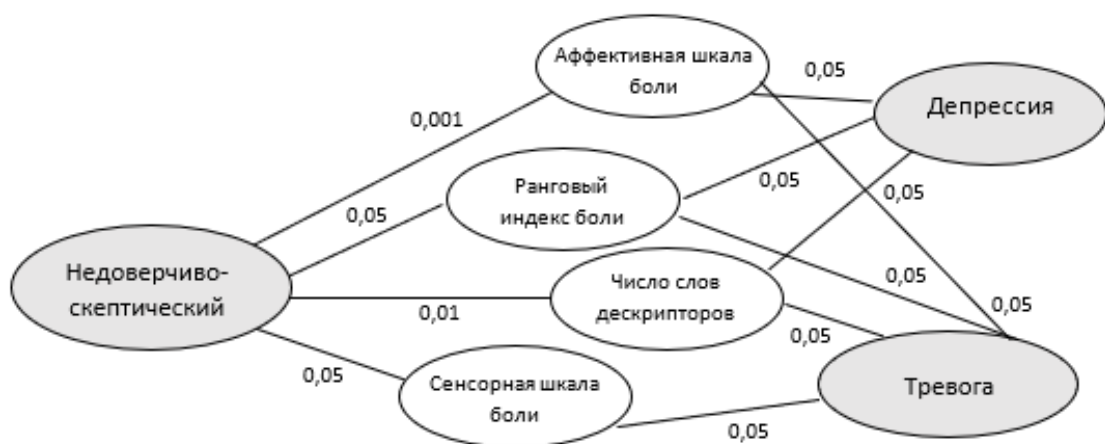 Аффективная шкала
боли
0,05
Депрессия
0,001
Ранговый
индекс боли
0,05
0,05
0,05
Недоверчиво-
скептический
Число слов
дескрипторов
0,05
0,01
0,05
0,05
0,05
Сенсорная шкала
боли
Тревога
0,05